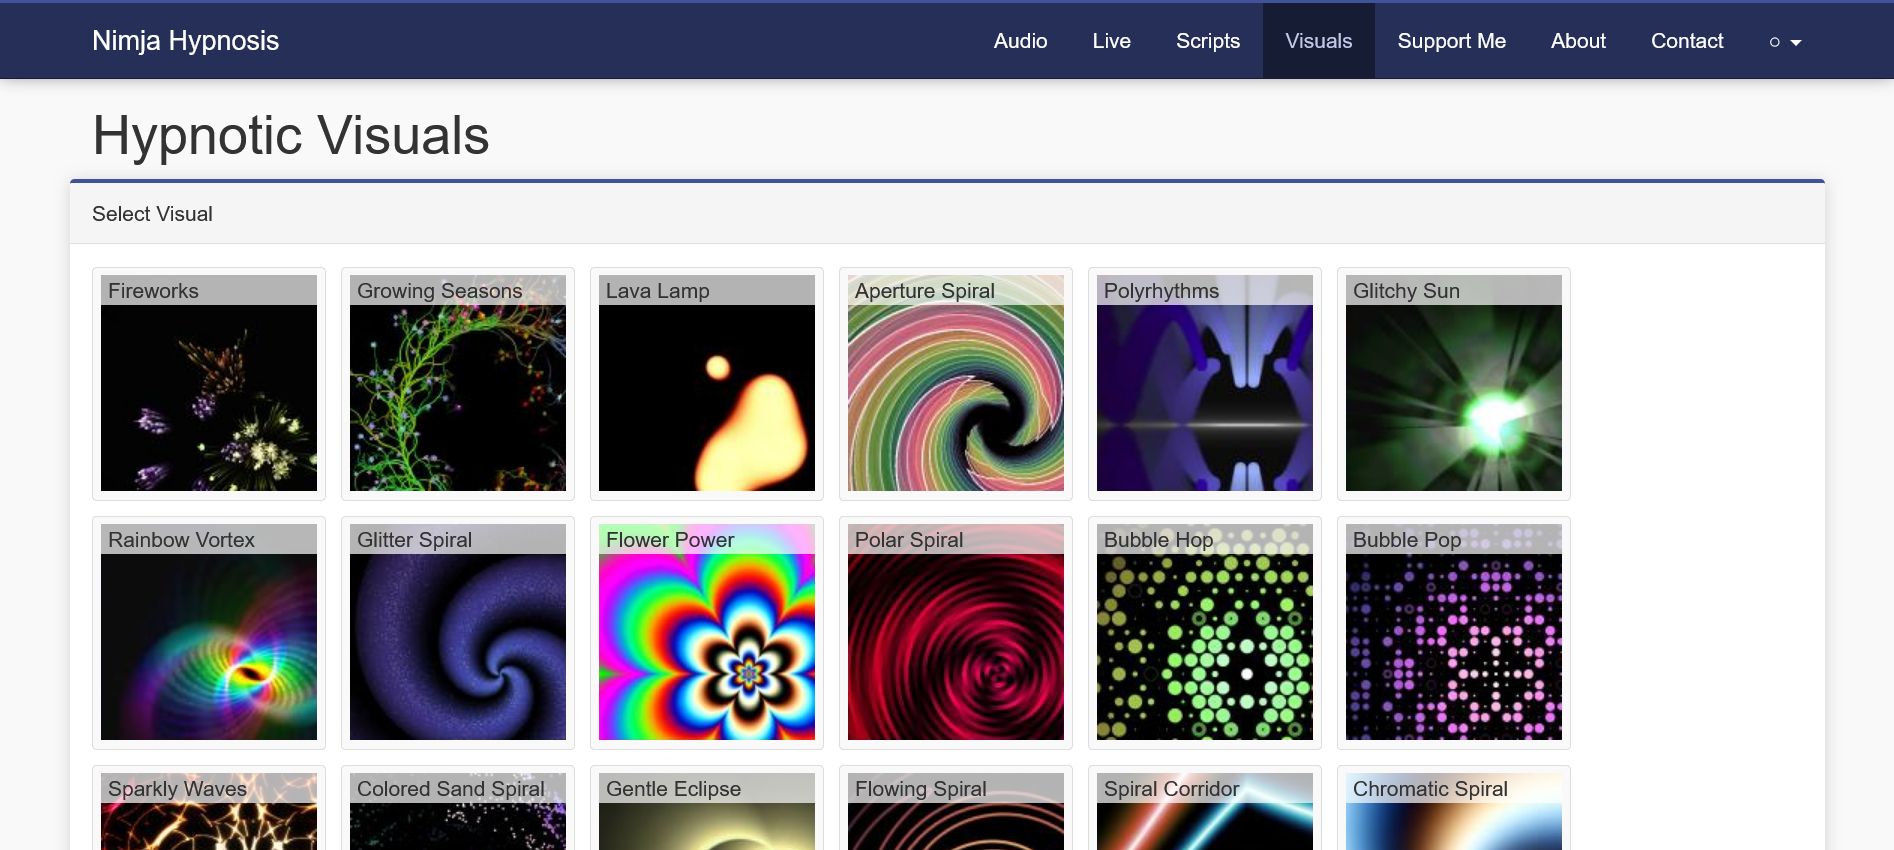 Nimja Hypnosis
Audio Live Scripts Visuals Support Me About Contact
Hypnotic Visuals
Select Visual
Fireworks
Growing Seasons
Lava Lamp
Aperture Spiral
Polyrhythms
Glitchy Sun
Rainbow Vortex
Glitter Spiral
Flower Power
Polar Spiral
Bubble Hop
Bubble Pop
Sparkly Waves
Colored Sand Spiral
Gentle Eclipse
Flowing Spiral
Spiral Corridor
Chromatic Spiral